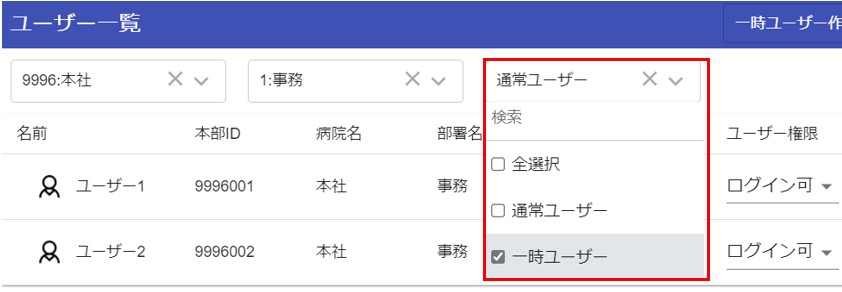 ユーザー一覧 一時ユーザー作
9996:本社 1:事務 通常ユーザー
検索
名前 本部ID 病院名 部署名 ユーザー権限
全選択
ユーザー1 9996001 本社 事務 ログイン可
通常ユーザー
ユーザー2 9996002 本社 事務 ログイン可
一時ユーザー